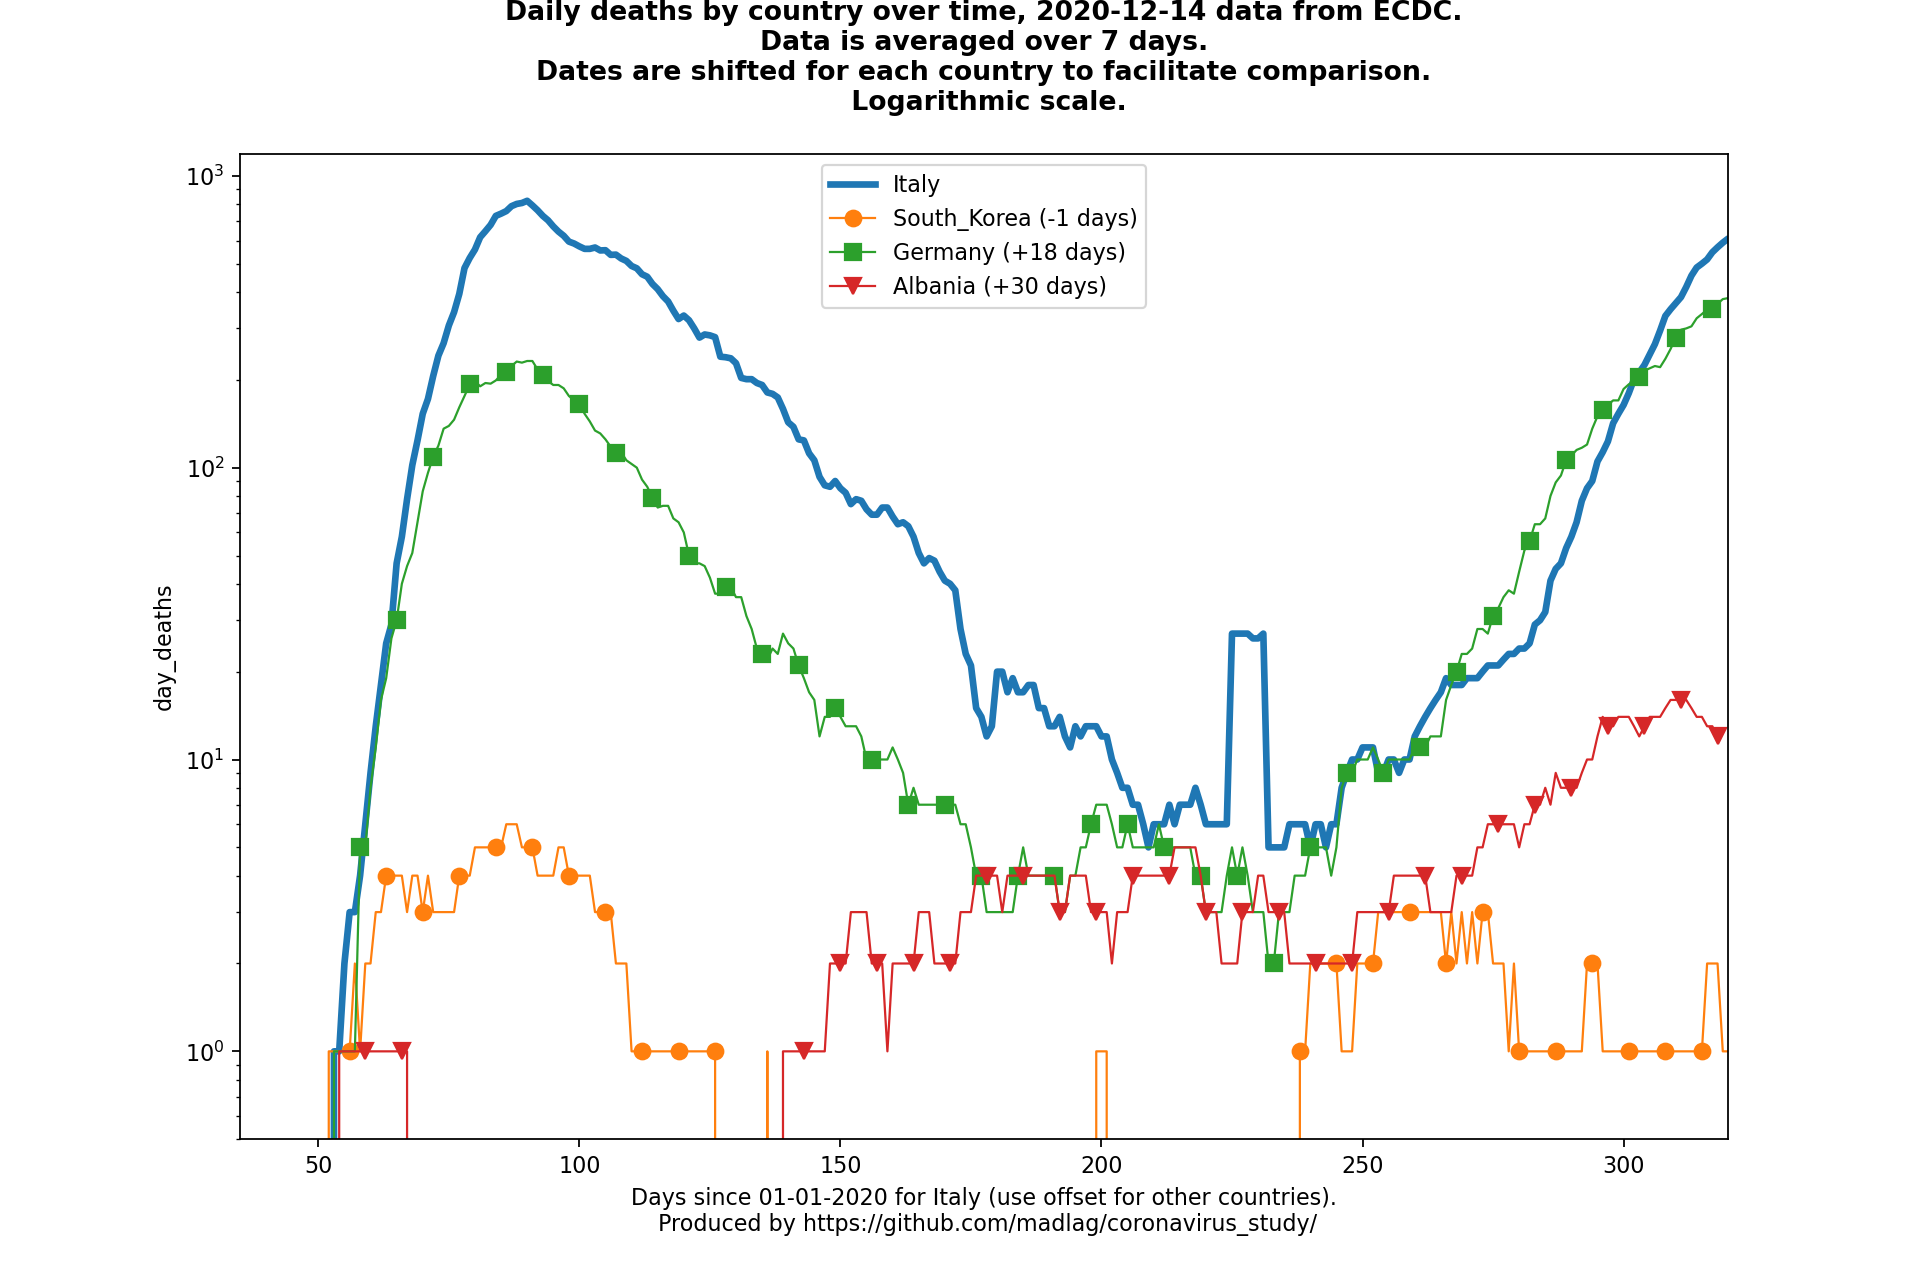 Daily deaths by country over time, 2020-12-14 data from ECDC.
Data is averaged over 7 days.
Dates are shifted for each country to facilitate comparison.
Logarithmic scale.
Italy
South_Korea (-1 days)
Germany (+18 days)
Albania (+30 days)
10³
10²
10¹
10⁰
day_deaths
50 100 150 200 250 300
Days since 01-01-2020 for Italy (use offset for other countries).
Produced by https://github.com/madlag/coronavirus_study/